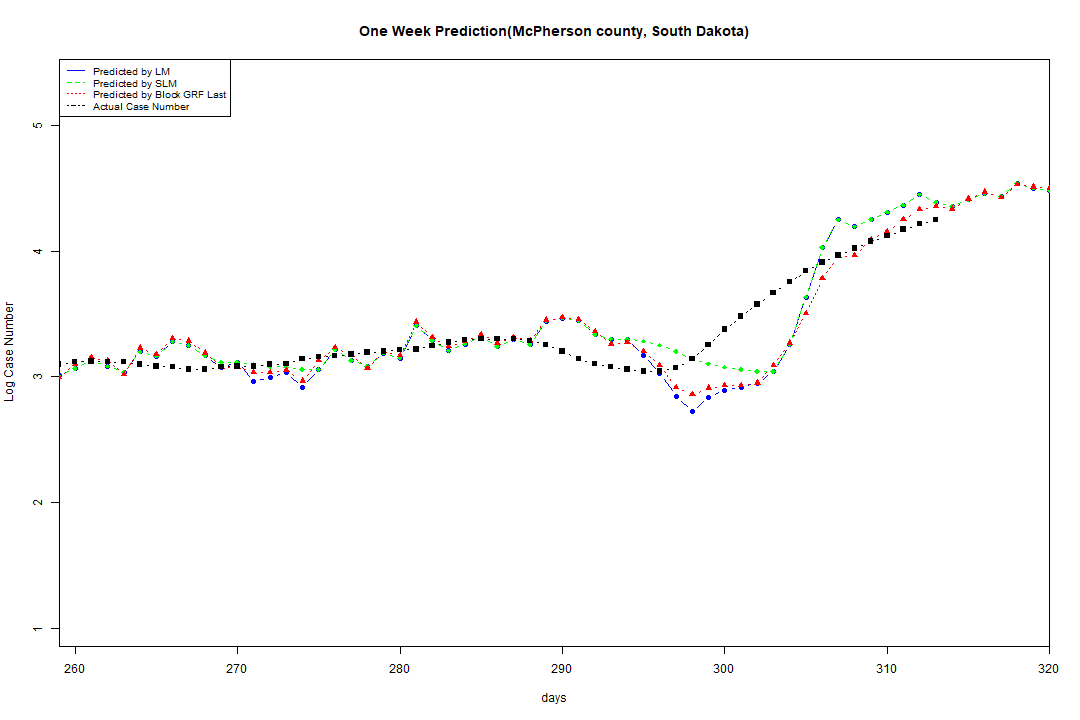 One Week Prediction(McPherson county, South Dakota)
Predicted by LM
Predicted by SLM
Predicted by Block GRF Last
Actual Case Number
5
4
3
2
1
Log Case Number
260 270 280 290 300 310 320
days